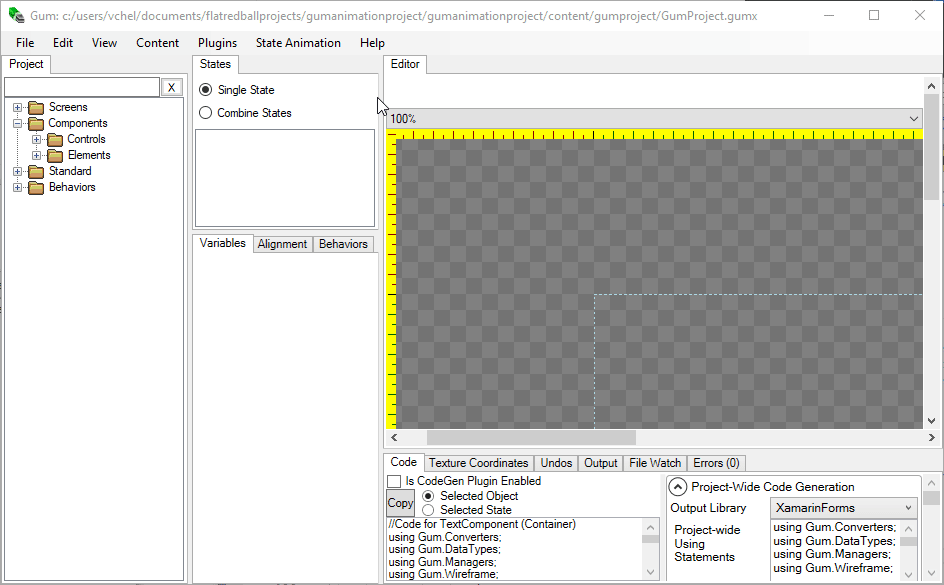 Gum: c:/users/vchel/documents/flatredballprojects/gumanimationproject/gumanimationproject/content/gumproject/GumProject.gumx
File Edit View Content Plugins State Animation Help
Project
X
Screens
Components
Controls
Elements
Standard
Behaviors
States
Single State
Combine States
Variables Alignment Behaviors
Editor
100%
Code Texture Coordinates Undos Output File Watch Errors (0)
Is CodeGen Plugin Enabled
Copy
Selected Object
Selected State
//Code for TextComponent (Container)
using Gum.Converters;
using Gum.DataTypes;
using Gum.Managers;
using Gum.Wireframe;
Project-Wide Code Generation
Output Library XamarinForms
Project-wide
Using
Statements
using Gum.Converters;
using Gum.DataTypes;
using Gum.Managers;
using Gum.Wireframe;